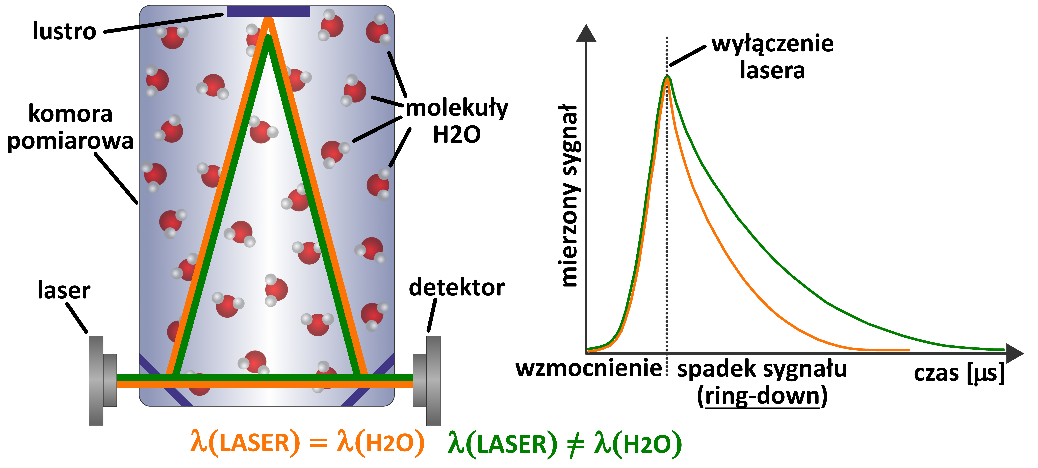 lustro
komora
pomiarowa
molekuły
H2O
laser
detektor
λ(LASER) = λ(H2O)
λ(LASER) ≠ λ(H2O)
mierzony sygnał
wyłączenie
lasera
wzmocnienie
spadek sygnału
(ring-down)
czas [µs]